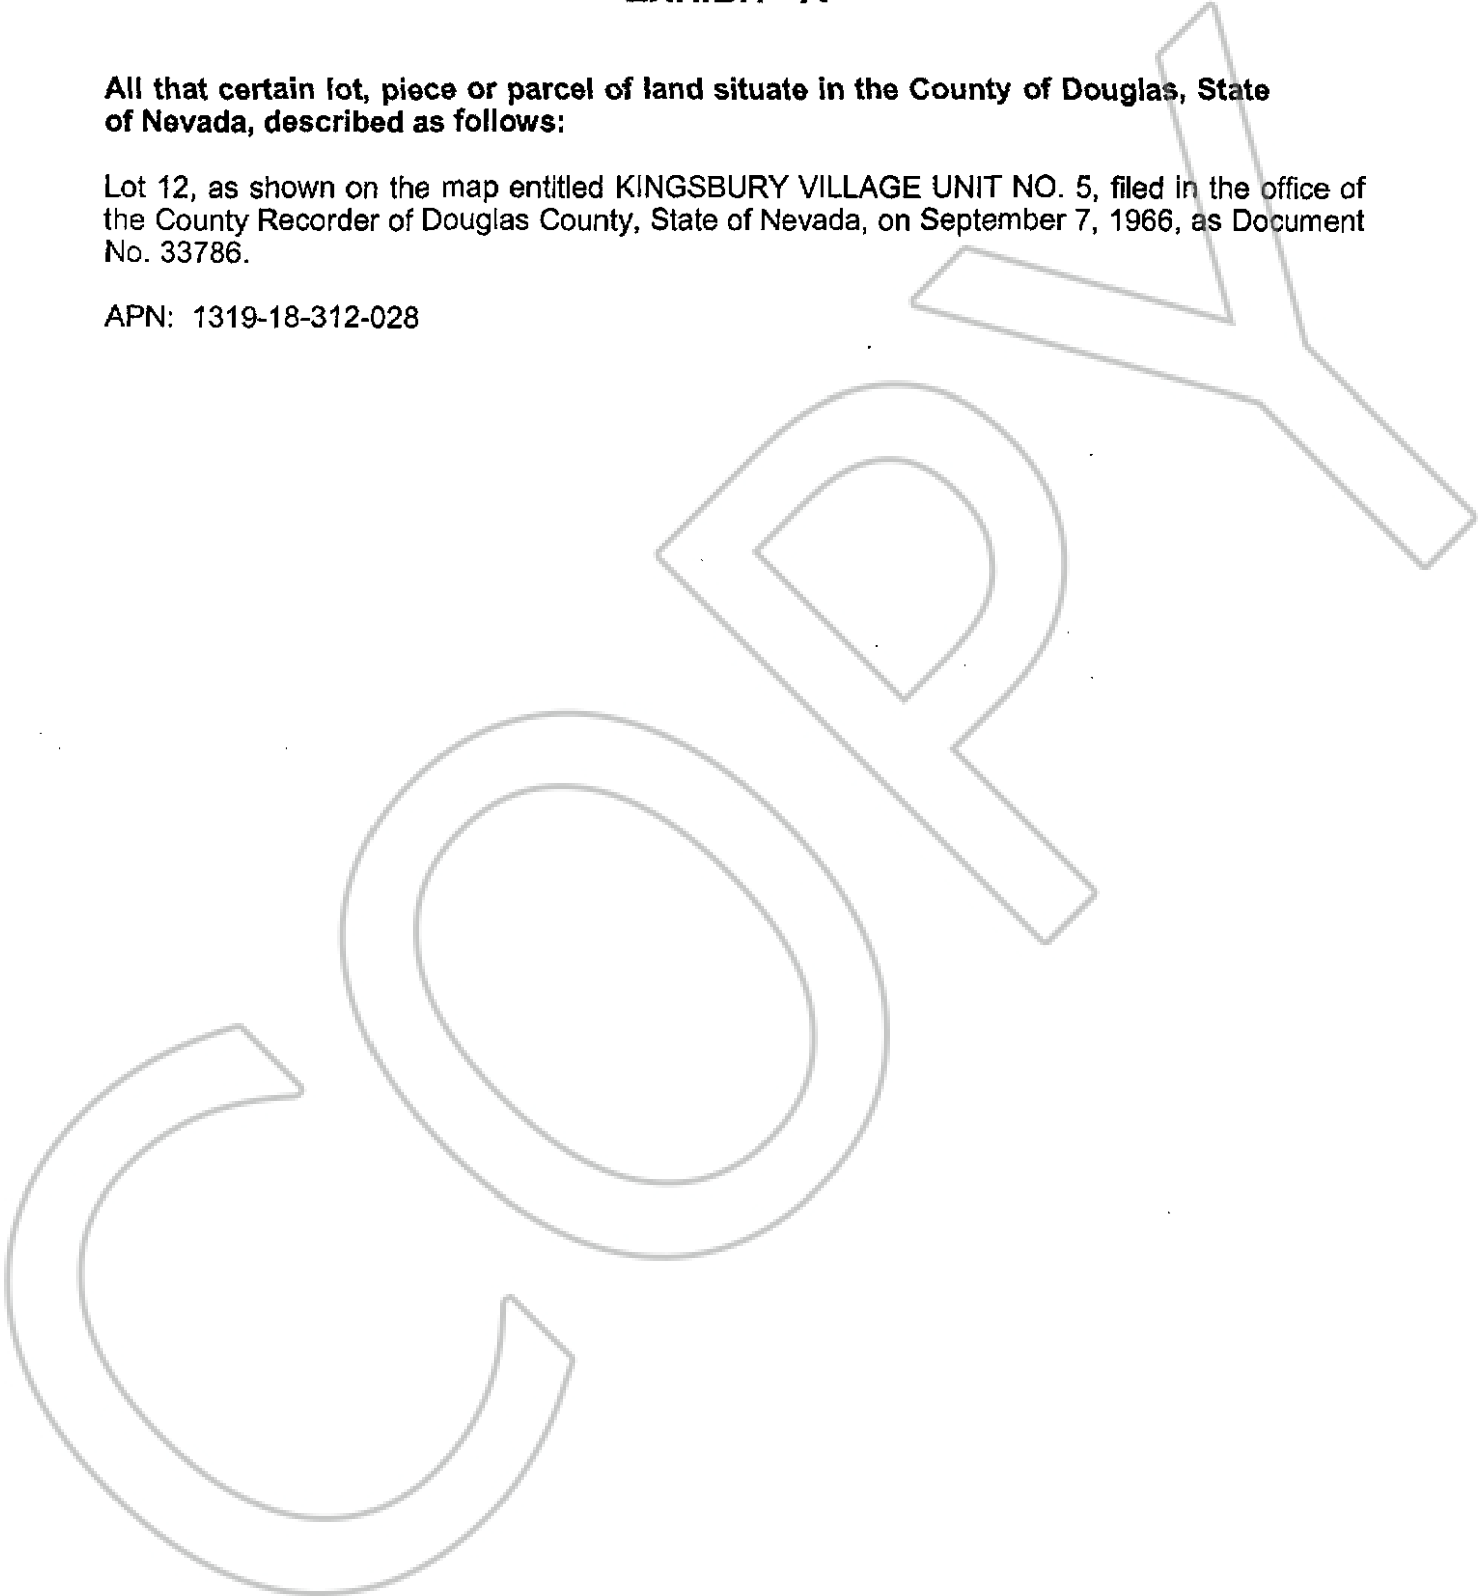 All that certain lot, piece or parcel of land situate in the County of Douglas, State
of Nevada, described as follows:
Lot 12, as shown on the map entitled KINGSBURY VILLAGE UNIT NO. 5, filed in the office of
the County Recorder of Douglas County, State of Nevada, on September 7, 1966, as Document
No. 33786.
APN: 1319-18-312-028
COPY